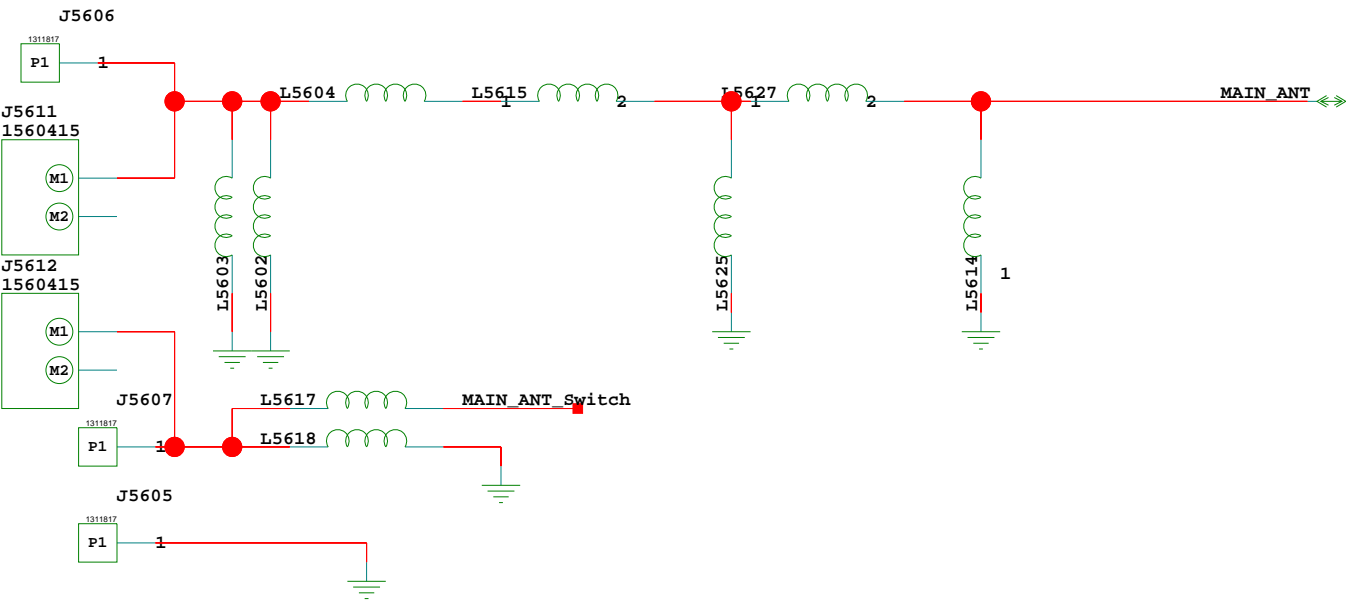 J5606
1311817
P1 1
L5604 L5615 1 2 L5627 1 2 MAIN_ANT
J5611
1560415
M1
M2
L5603 L5602 L5625 L5614 1
J5612
1560415
M1
M2
J5607
1311817
P1 1
L5617 MAIN_ANT_Switch
L5618
J5605
1311817
P1 1